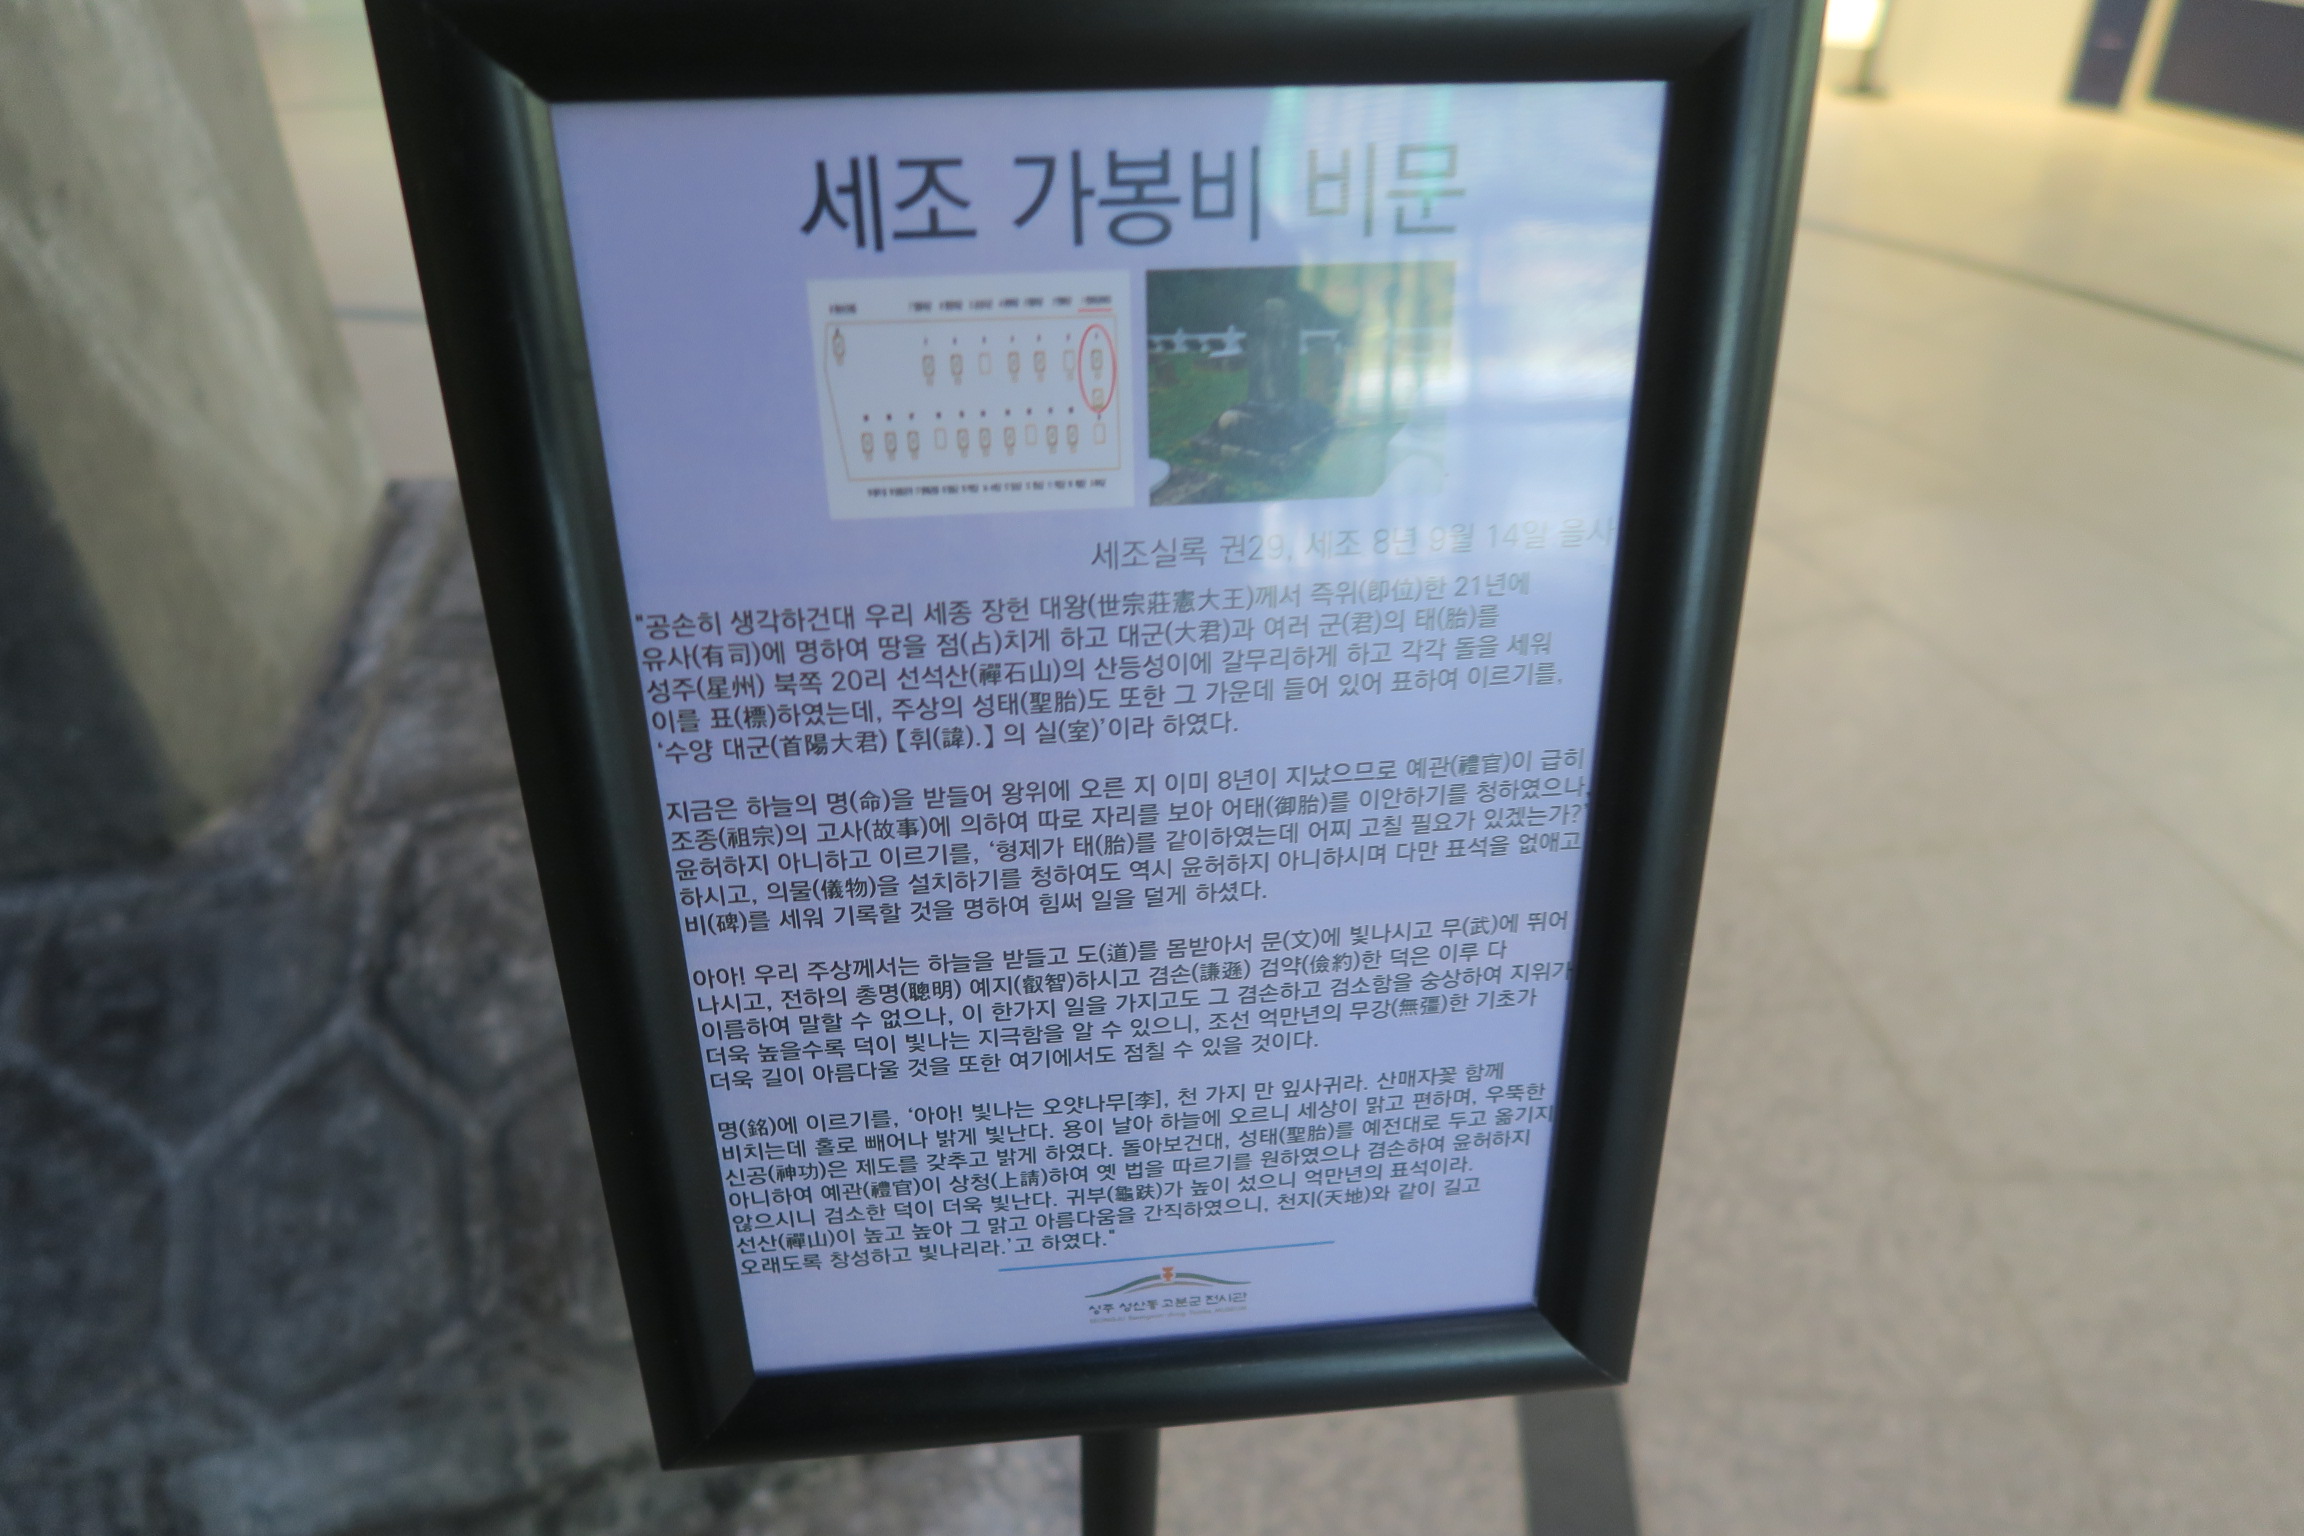 세조 가봉비 비문
세조실록 권29, 세조 8년 9월 14일 을사
"공손히 생각하건대 우리 세종 장헌 대왕(世宗莊憲大王)께서 즉위(卽位)한 21년에
유사(有司)에 명하여 땅을 점(占)치게 하고 대군(大君)과 여러 군(君)의 태(胎)를
성주(星州) 북쪽 20리 선석산(禪石山)의 산등성이에 갈무리하게 하고 각각 돌을 세워
이를 표(標)하였는데, 주상의 성태(聖胎)도 또한 그 가운데 들어 있어 표하여 이르기를,
'수양 대군(首陽大君)【휘(諱).】의 실(室)'이라 하였다.
지금은 하늘의 명(命)을 받들어 왕위에 오른 지 이미 8년이 지났으므로 예관(禮官)이 급히
조종(祖宗)의 고사(故事)에 의하여 따로 자리를 보아 어태(御胎)를 이안하기를 청하였으나,
윤허하지 아니하고 이르기를, '형제가 태(胎)를 같이하였는데 어찌 고칠 필요가 있겠는가?'
하시고, 의물(儀物)을 설치하기를 청하여도 역시 윤허하지 아니하시며 다만 표석을 없애고
비(碑)를 세워 기록할 것을 명하여 힘써 일을 덜게 하셨다.
아아! 우리 주상께서는 하늘을 받들고 도(道)를 몸받아서 문(文)에 빛나시고 무(武)에 뛰어
나시고, 전하의 총명(聰明) 예지(叡智)하시고 겸손(謙遜) 검약(儉約)한 덕은 이루 다
이름하여 말할 수 없으나, 이 한가지 일을 가지고도 그 겸손하고 검소함을 숭상하여 지위가
더욱 높을수록 덕이 빛나는 지극함을 알 수 있으니, 조선 억만년의 무강(無彊)한 기초가
더욱 길이 아름다울 것을 또한 여기에서도 점칠 수 있을 것이다.
명(銘)에 이르기를, '아아! 빛나는 오얏나무[李], 천 가지 만 잎사귀라. 산매자꽃 함께
비치는데 홀로 빼어나 밝게 빛난다. 용이 날아 하늘에 오르니 세상이 맑고 편하며, 우뚝한
신공(神功)은 제도를 갖추고 밝게 하였다. 돌아보건대, 성태(聖胎)를 예전대로 두고 옮기지
아니하여 예관(禮官)이 상청(上請)하여 옛 법을 따르기를 원하였으나 겸손하여 윤허하지
않으시니 검소한 덕이 더욱 빛난다. 귀부(龜趺)가 높이 섰으니 억만년의 표석이라.
선산(禪山)이 높고 높아 그 맑고 아름다움을 간직하였으니, 천지(天地)와 같이 길고
오래도록 창성하고 빛나리라.'고 하였다."
성주 성산동 고분군 전시관